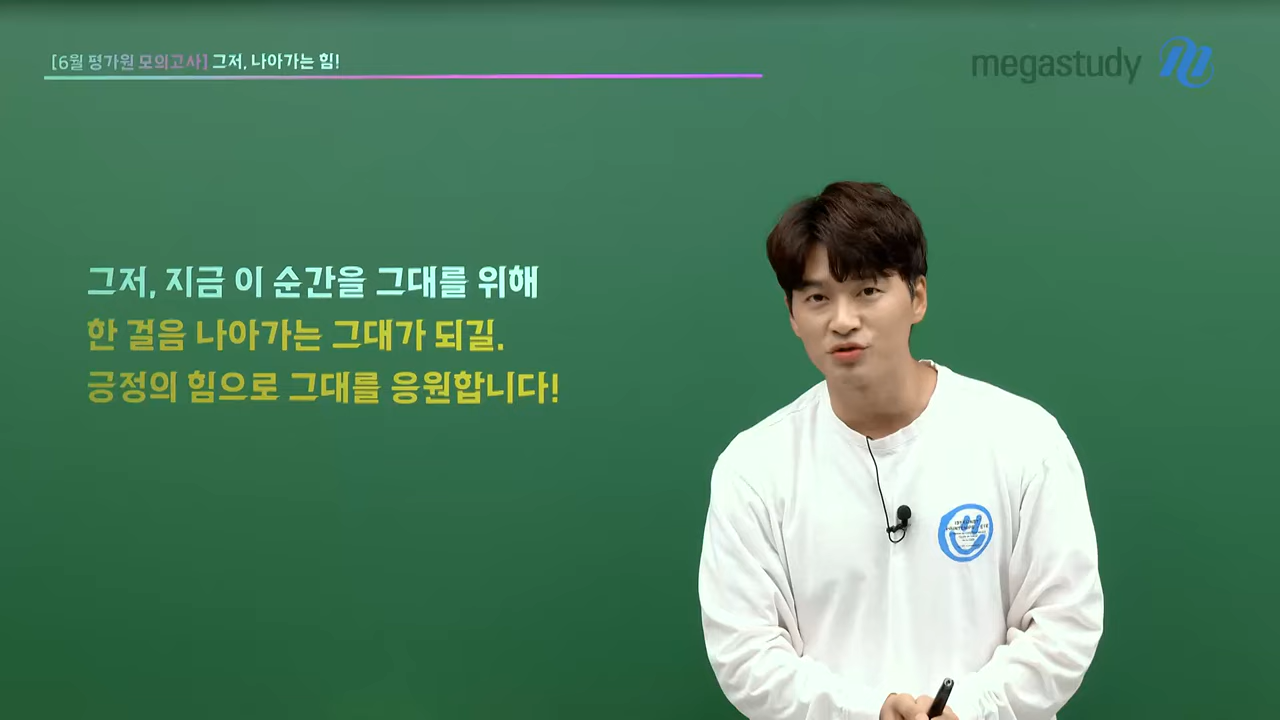 [6월 평가원 모의고사] 그저, 나아가는 힘!
megastudy
그저, 지금 이 순간을 그대를 위해
한 걸음 나아가는 그대가 되길.
긍정의 힘으로 그대를 응원합니다!